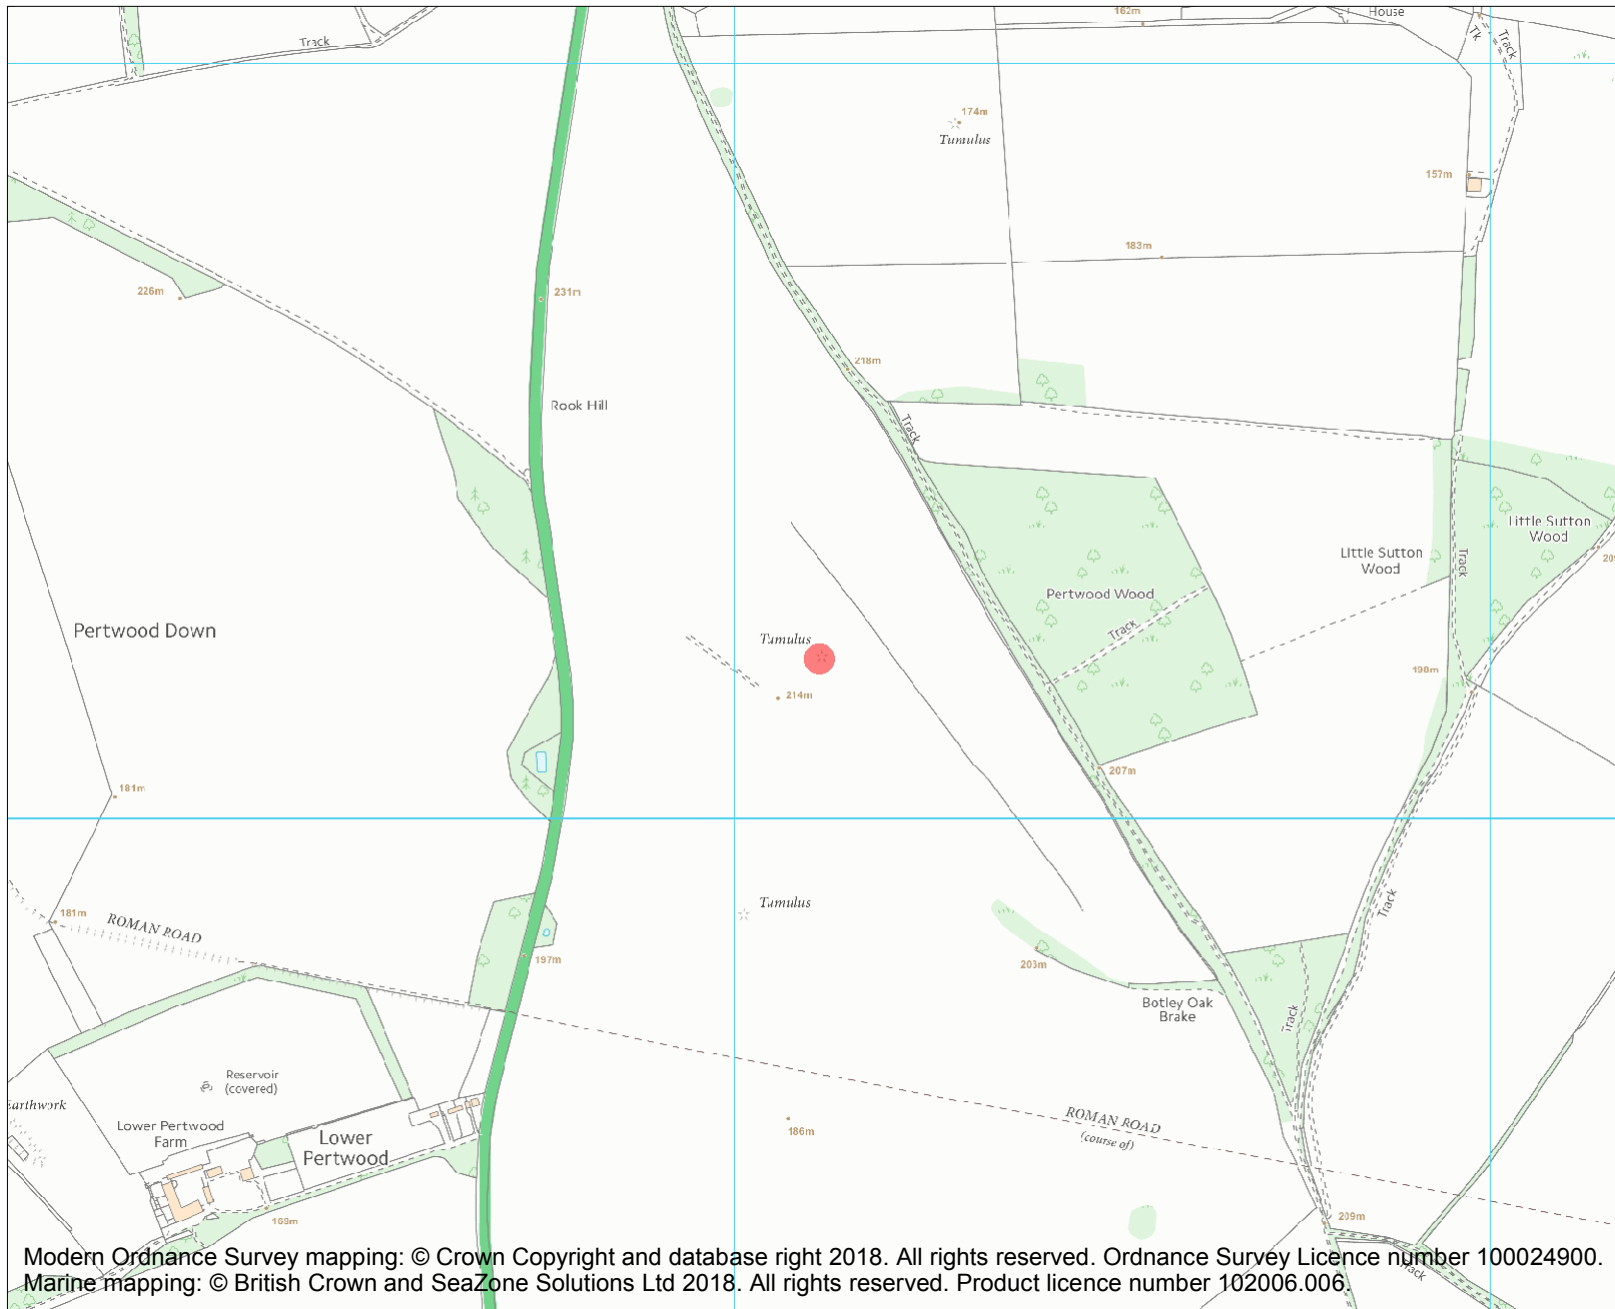 162m
House
Track
Tk
Track
174m
Tumulus
157m
183m
226m
231m
218m
Rook Hill
Track
Little Sutton
Wood
Little Sutton
Wood
Track
Pertwood Wood
Track
Pertwood Down
Tumulus
214m
198m
207m
181m
Tumulus
181m
ROMAN ROAD
197m
203m
Botley Oak
Brake
Track
Track
Reservoir
(covered)
Earthwork
Lower Pertwood
Farm
Lower
Pertwood
186m
ROMAN ROAD
(course of)
169m
209m
Track
Modern Ordnance Survey mapping: © Crown Copyright and database right 2018. All rights reserved. Ordnance Survey Licence number 100024900.
Marine mapping: © British Crown and SeaZone Solutions Ltd 2018. All rights reserved. Product licence number 102006.006.